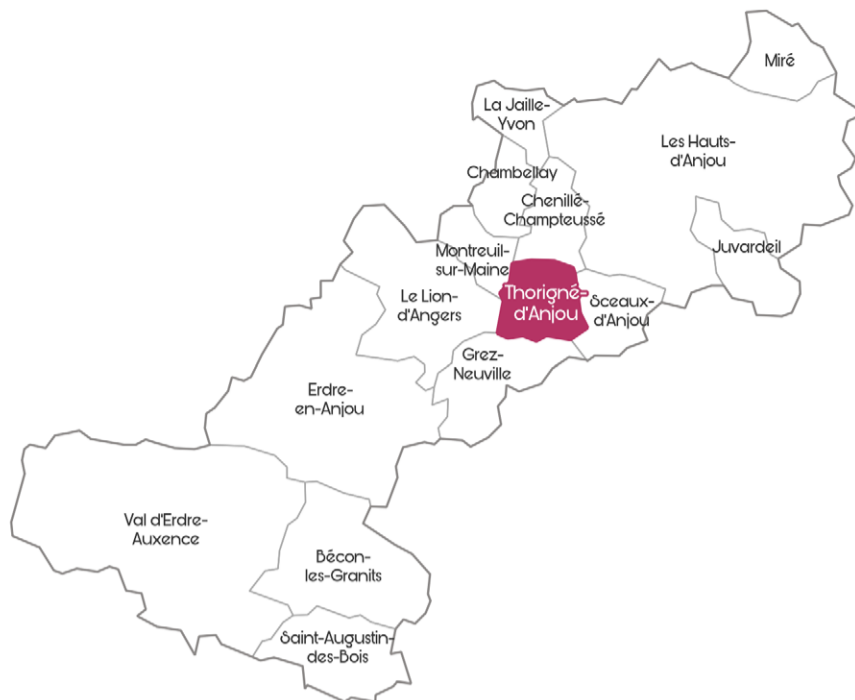 Miré
La Jaille-
Yvon
Les Hauts-
d'Anjou
Chambellay
Chenillé-
Champteussé
Juvardeil
Montreuil-
sur-Maine
Le Lion-
d'Angers
Thorigné-
d'Anjou
Sceaux-
d'Anjou
Grez-
Neuville
Erdre-
en-Anjou
Val d'Erdre-
Auxence
Bécon-
les-Granits
Saint-Augustin-
des-Bois